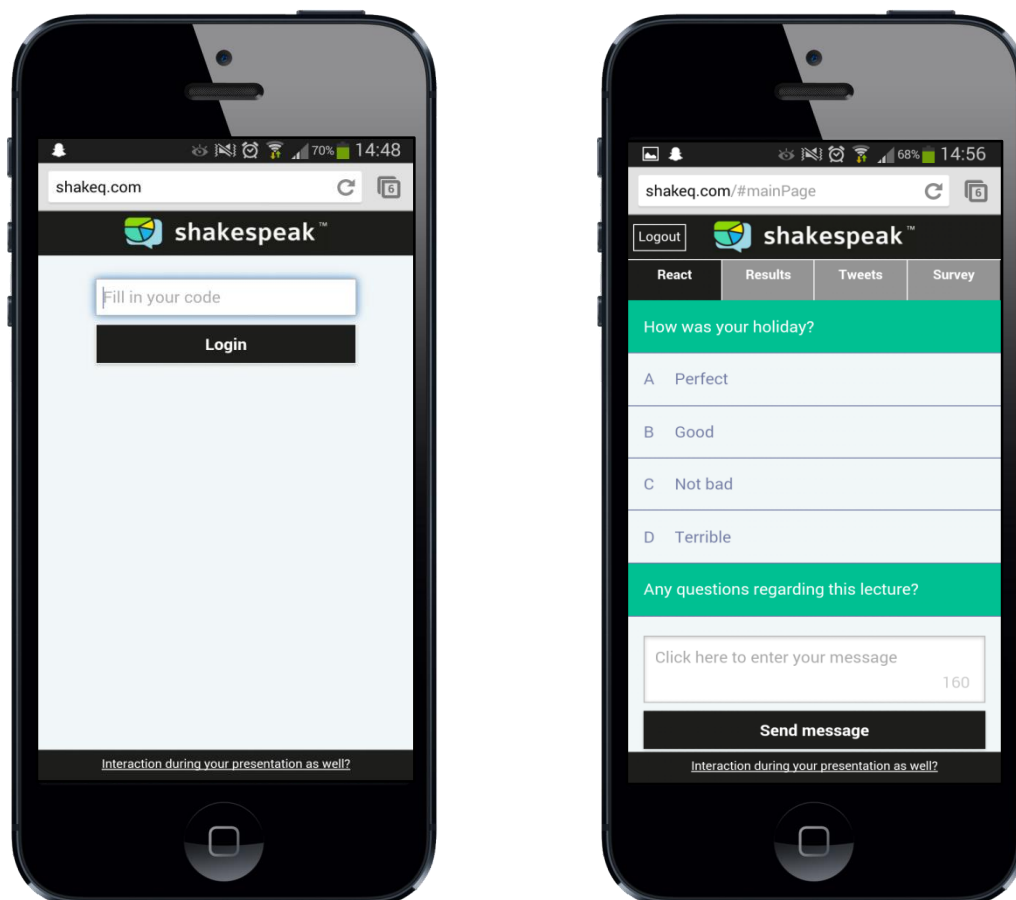 70% 14:48
shakeq.com
6
shakespeak™
Fill in your code
Login
Interaction during your presentation as well?
68% 14:56
shakeq.com/#mainPage
6
Logout shakespeak™
React Results Tweets Survey
How was your holiday?
A Perfect
B Good
C Not bad
D Terrible
Any questions regarding this lecture?
Click here to enter your message
160
Send message
Interaction during your presentation as well?